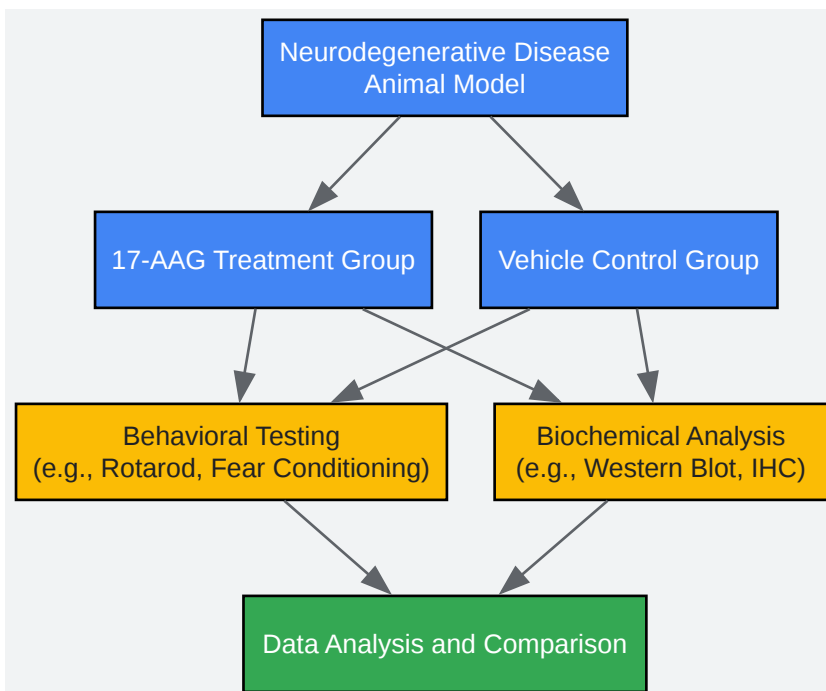 Neurodegenerative Disease
Animal Model
17-AAG Treatment Group
Vehicle Control Group
Behavioral Testing
(e.g., Rotarod, Fear Conditioning)
Biochemical Analysis
(e.g., Western Blot, IHC)
Data Analysis and Comparison